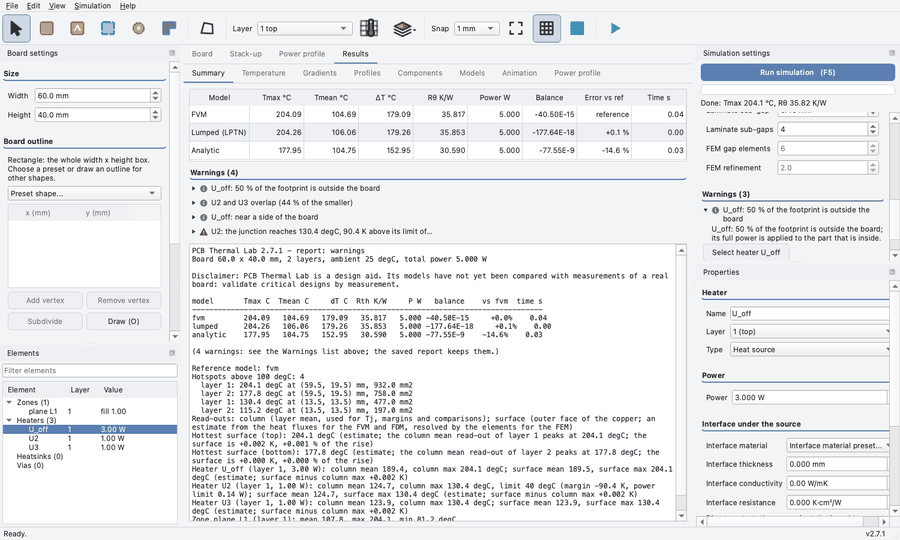 File Edit View Simulation Help
Layer 1 top Snap 1 mm
Board settings
Size
Width 60.0 mm
Height 40.0 mm
Board outline
Rectangle: the whole width x height box.
Choose a preset or draw an outline for
other shapes.
Preset shape...
x (mm) y (mm)
Add vertex Remove vertex
Subdivide Draw (O)
Elements
Filter elements
Element Layer Value
Zones (1)
plane L1 1 fill 1.00
Heaters (3)
U_off 1 3.00 W
U2 1 1.00 W
U3 1 1.00 W
Heatsinks (0)
Vias (0)
Board Stack-up Power profile Results
Summary Temperature Gradients Profiles Components Models Animation Power profile
Model Tmax °C Tmean °C ΔT °C Rθ K/W Power W Balance Error vs ref Time s
FVM 204.09 104.69 179.09 35.817 5.000 -40.50E-15 reference 0.04
Lumped (LPTN) 204.26 106.06 179.26 35.853 5.000 -177.64E-18 +0.1 % 0.00
Analytic 177.95 104.75 152.95 30.590 5.000 -77.55E-9 -14.6 % 0.03
Warnings (4)
U_off: 50 % of the footprint is outside the board
U2 and U3 overlap (44 % of the smaller)
U_off: near a side of the board
U2: the junction reaches 130.4 degC, 90.4 K above its limit of...
PCB Thermal Lab 2.7.1 — report: warnings
Board 60.0 x 40.0 mm, 2 layers, ambient 25 degC, total power 5.000 W
Disclaimer: PCB Thermal Lab is a design aid. Its models have not yet been compared with measurements of a real
board: validate critical designs by measurement.
model Tmax C Tmean C dT C Rth K/W P W balance vs fvm time s
fvm 204.09 104.69 179.09 35.817 5.000 -40.50E-15 +0.0% 0.04
lumped 204.26 106.06 179.26 35.853 5.000 -177.64E-18 +0.1% 0.00
analytic 177.95 104.75 152.95 30.590 5.000 -77.55E-9 -14.6% 0.03
(4 warnings: see the Warnings list above; the saved report keeps them.)
Reference model: fvm
Hotspots above 100 degC: 4
layer 1: 204.1 degC at (59.5, 19.5) mm, 932.0 mm2
layer 2: 177.8 degC at (59.5, 19.5) mm, 758.0 mm2
layer 1: 130.4 degC at (13.5, 13.5) mm, 477.0 mm2
layer 2: 115.2 degC at (13.5, 13.5) mm, 197.0 mm2
Read-outs: column (layer mean, used for Tj, margins and comparisons); surface (outer face of the copper; an
estimate from the heat fluxes for the FVM and FDM, resolved by the elements for the FEM)
Hottest surface (top): 204.1 degC (estimate; the column mean read-out of layer 1 peaks at 204.1 degC; the
surface is +0.002 K, +0.001 % of the rise)
Hottest surface (bottom): 177.8 degC (estimate; the column mean read-out of layer 2 peaks at 177.8 degC; the
surface is +0.000 K, +0.000 % of the rise)
Heater U_off (layer 1, 3.00 W): column mean 189.4, column max 204.1 degC; surface mean 189.5, surface max 204.1
degC (estimate; surface minus column max +0.002 K)
Heater U2 (layer 1, 1.00 W): column mean 124.7, column max 130.4 degC, limit 40 degC (margin -90.4 K, power
limit 0.14 W); surface mean 124.7, surface max 130.4 degC (estimate; surface minus column max +0.002 K)
Heater U3 (layer 1, 1.00 W): column mean 123.9, column max 130.4 degC; surface mean 123.9, surface max 130.4
degC (estimate; surface minus column max +0.002 K)
Zone plane L1 (layer 1): mean 107.8, max 204.1, min 81.2 degC
Simulation settings
Run simulation (F5)
Done: Tmax 204.1 °C, Rθ 35.82 K/W
Laminate sub-gaps 4
FEM gap elements 6
FEM refinement 2.0
Warnings (3)
U_off: 50 % of the footprint is outside the
board
U_off: 50 % of the footprint is outside the board;
its full power is applied to the part that is inside.
Select heater U_off
Properties
Heater
Name U_off
Layer 1 (top)
Type Heat source
Power
Power 3.000 W
Interface under the source
Interface material Interface material preset...
Interface thickness 0.000 mm
Interface conductivity 0.00 W/mK
Interface resistance 0.000 K·cm²/W
Ready. v2.7.1